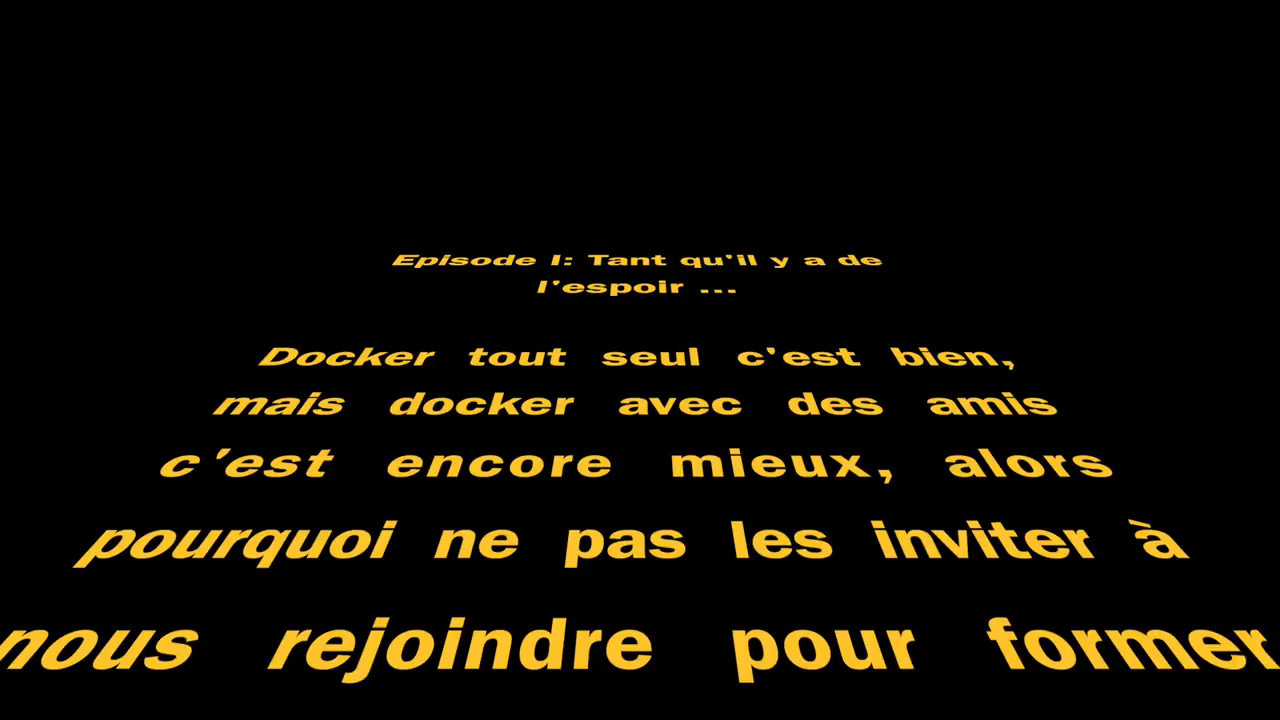 Episode I: Tant qu'il y a de
l'espoir ...
Docker tout seul c'est bien,
mais docker avec des amis
c'est encore mieux, alors
pourquoi ne pas les inviter à
nous rejoindre pour former